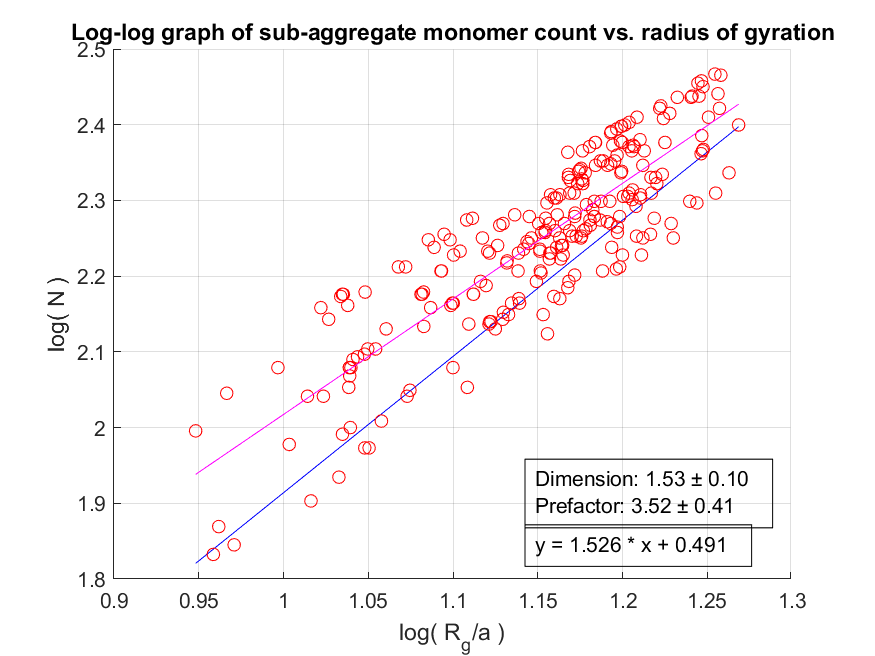 Log-log graph of sub-aggregate monomer count vs. radius of gyration
2.5
2.4
2.3
2.2
2.1
2
1.9
1.8
log( N )
Dimension: 1.53 ± 0.10
Prefactor: 3.52 ± 0.41
y = 1.526 * x + 0.491
0.9 0.95 1 1.05 1.1 1.15 1.2 1.25 1.3
log( R_g/a )